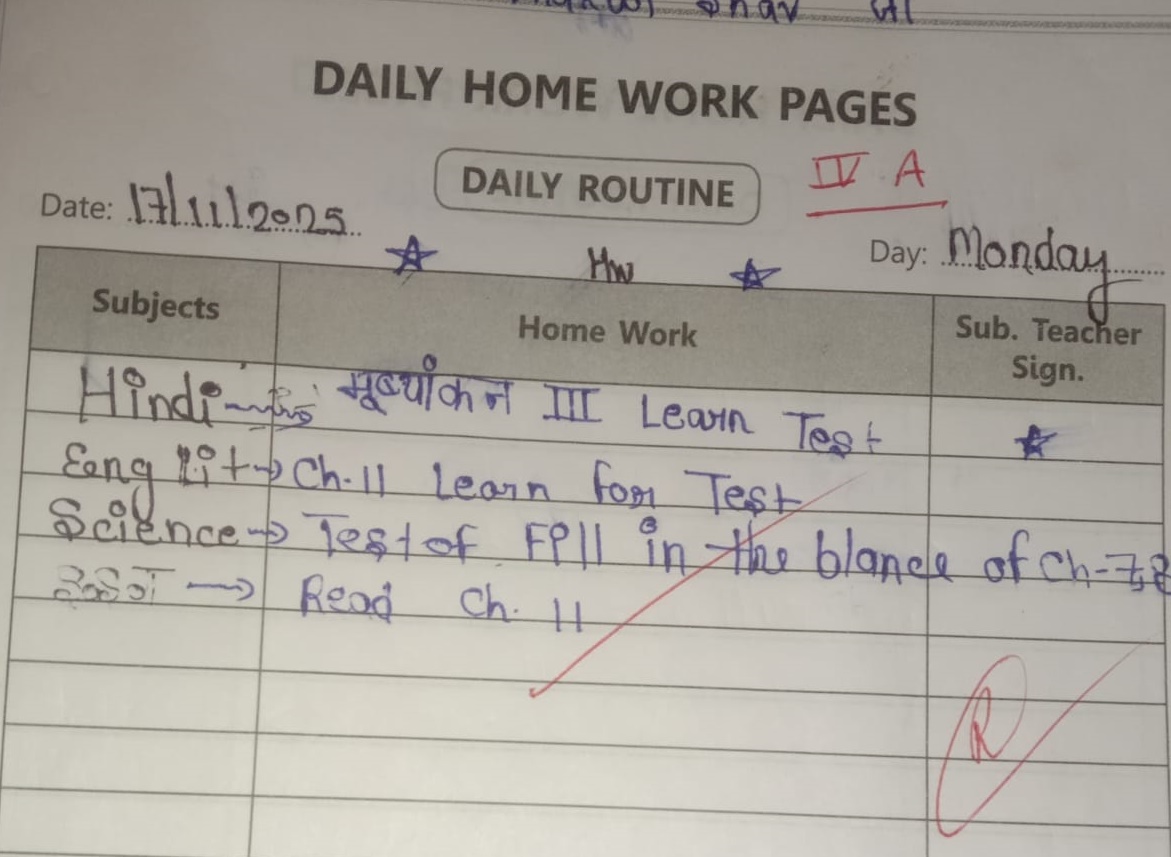 DAILY HOME WORK PAGES
DAILY ROUTINE
IV A
Date: 17/11/2025
Day: Monday
HW
Subjects Home Work Sub. Teacher Sign.
Hindi मूल्यांकन III Learn Test
Eng lit → Ch.11 Learn for Test
Science → Test of FP11 in the blance of Ch-7,8
→ Read Ch. 11
R